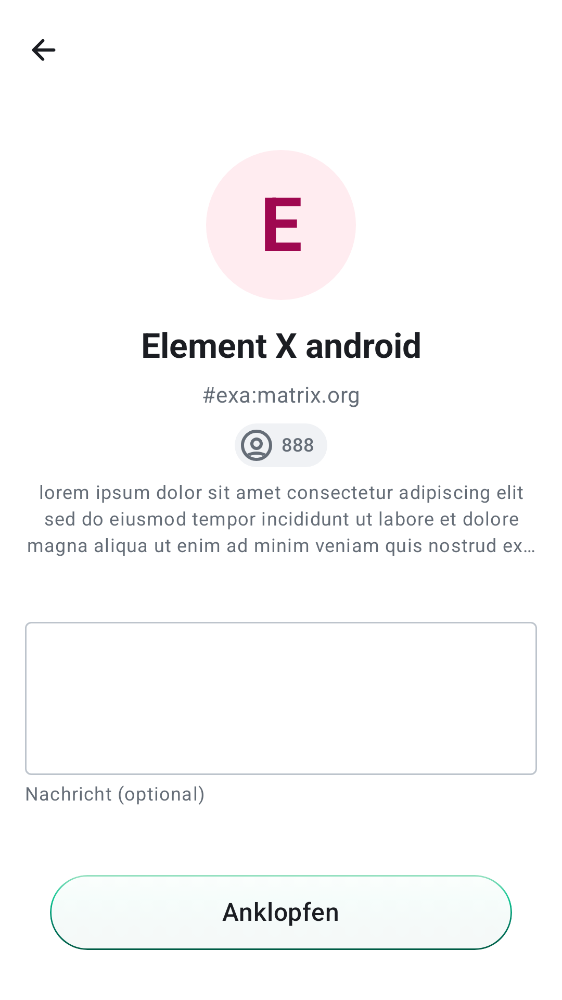 E
Element X android
#exa:matrix.org
888
lorem ipsum dolor sit amet consectetur adipiscing elit
sed do eiusmod tempor incididunt ut labore et dolore
magna aliqua ut enim ad minim veniam quis nostrud ex…
Nachricht (optional)
Anklopfen